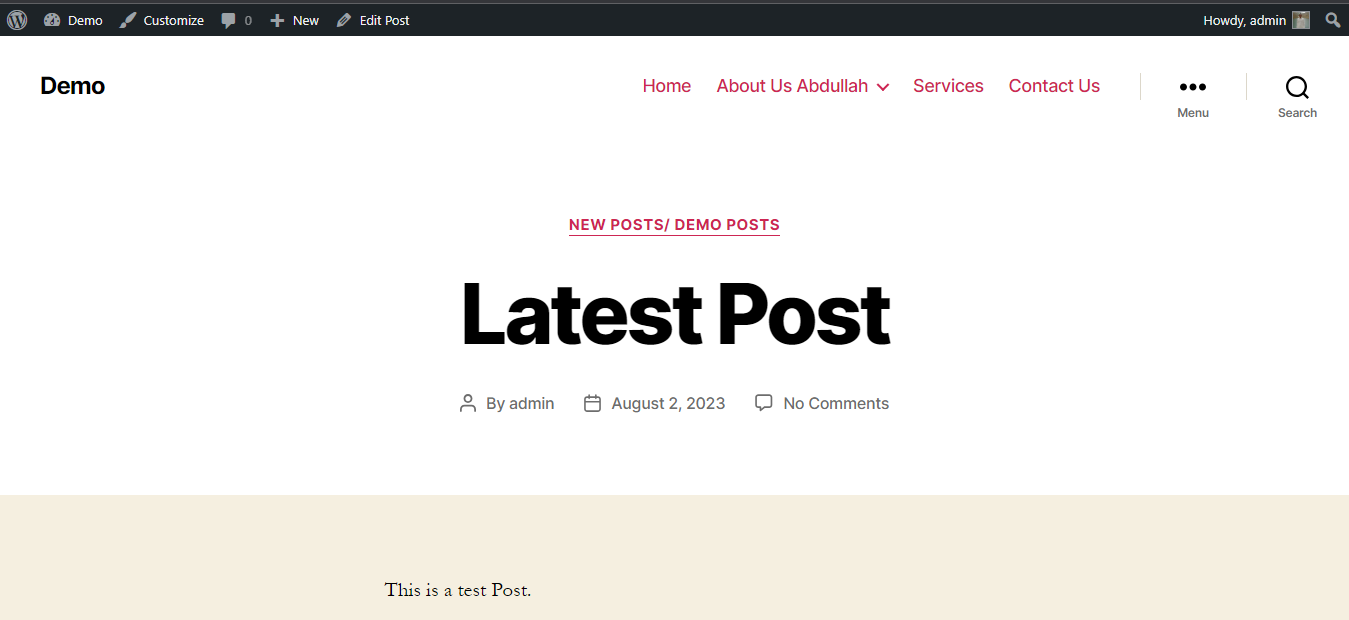 Demo Customize 0 New Edit Post Howdy, admin
Demo Home About Us Abdullah Services Contact Us Menu Search
NEW POSTS/ DEMO POSTS
Latest Post
By admin August 2, 2023 No Comments
This is a test Post.